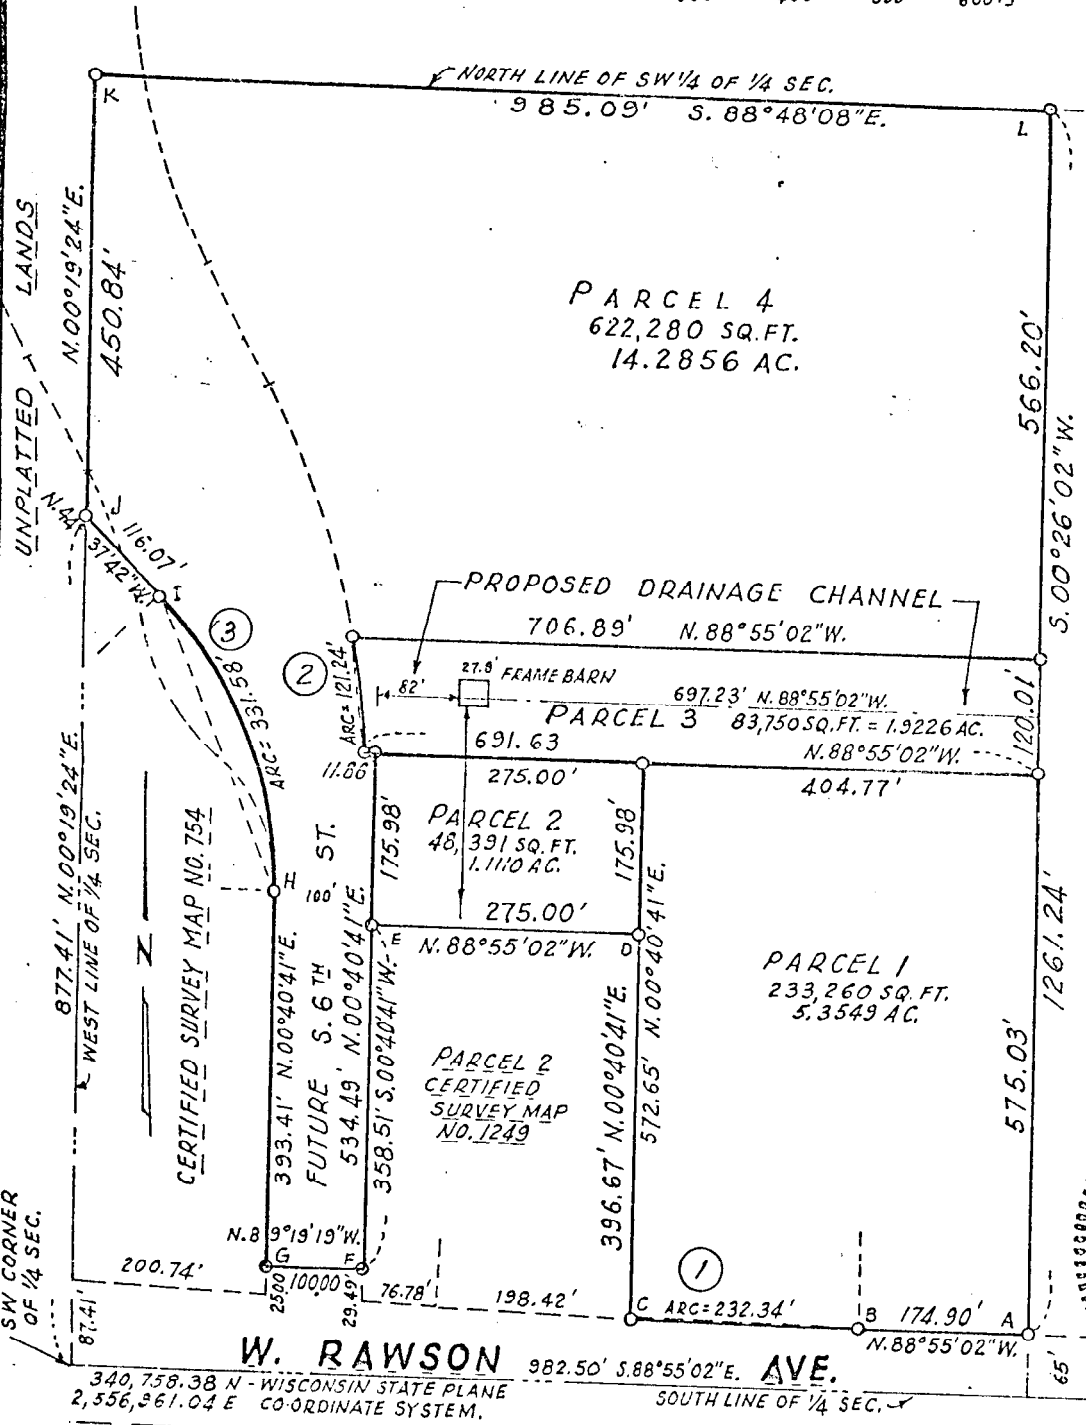 NORTH LINE OF SW 1/4 OF 1/4 SEC.
985.09' S. 88°48'08"E.
K
L
UNPLATTED LANDS
N.00°19'24"E.
450.84'
PARCEL 4
622,280 SQ.FT.
14.2856 AC.
566.20'
S.00°26'02"W.
N.44°
37'42"W.
J
116.07'
I
3
ARC= 331.58'
PROPOSED DRAINAGE CHANNEL
706.89' N.88°55'02"W.
2
ARC=121.24'
82'
27.9' FRAME BARN
697.23' N.88°55'02"W.
PARCEL 3 83,750 SQ.FT. = 1.9226 AC.
120.01'
691.63
N.88°55'02"W.
11.86
275.00'
404.77'
PARCEL 2
48,391 SQ.FT.
1.1110 AC.
175.98'
175.98'
H
100'
275.00'
E
N.88°55'02"W.
D
877.41' N.00°19'24"E.
WEST LINE OF 1/4 SEC.
N
CERTIFIED SURVEY MAP NO. 754
393.41' N.00°40'41"E.
FUTURE S. 6TH ST.
534.49' N.00°40'41"E.
358.51' S.00°40'41"W.
PARCEL 2
CERTIFIED
SURVEY MAP
NO. 1249
396.67' N.00°40'41"E.
572.65' N.00°40'41"E.
PARCEL 1
233,260 SQ.FT.
5.3549 AC.
575.03'
1261.24'
SW CORNER
OF 1/4 SEC.
N.89°19'19"W.
G
F
200.74'
100.00
25.00
29.49'
76.78'
198.42'
1
C ARC=232.34'
B 174.90' A
N.88°55'02"W.
87.41'
65'
W. RAWSON AVE.
982.50' S.88°55'02"E.
340,758.38 N - WISCONSIN STATE PLANE
2,556,961.04 E CO-ORDINATE SYSTEM.
SOUTH LINE OF 1/4 SEC.